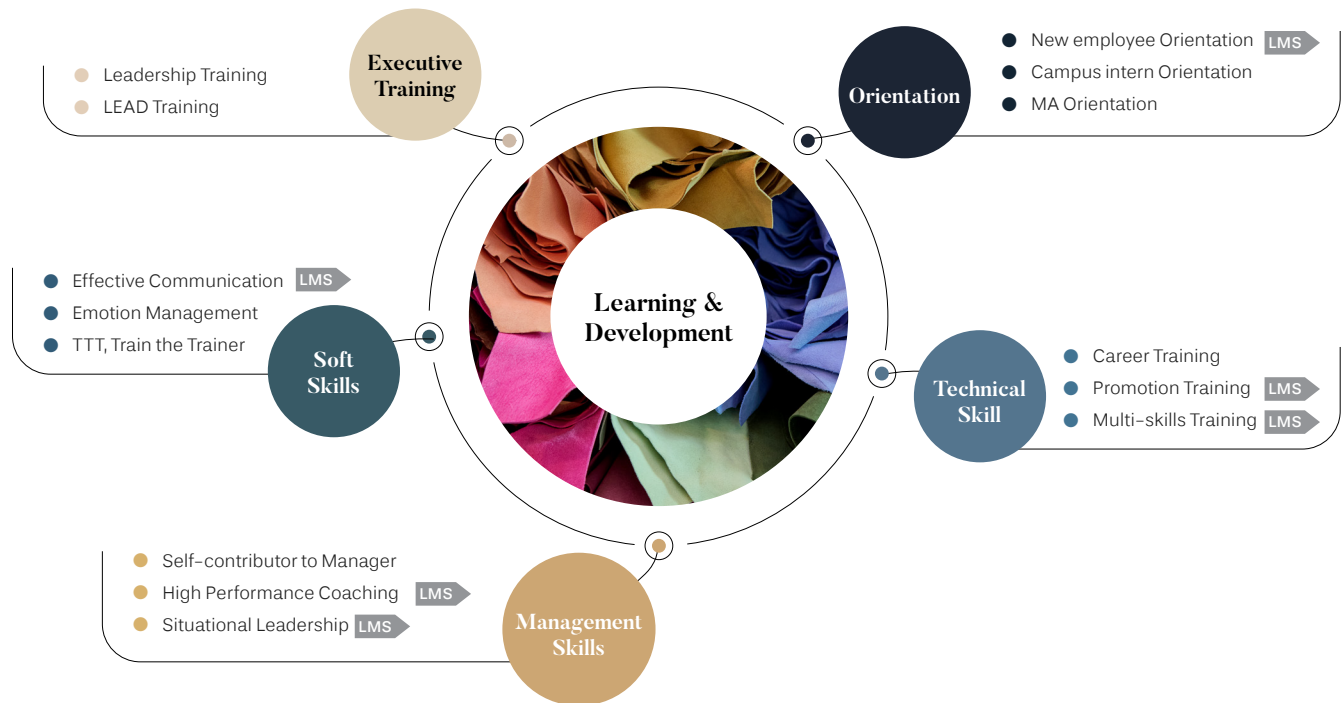 Executive
Training
Leadership Training
LEAD Training
Orientation
New employee Orientation LMS
Campus intern Orientation
MA Orientation
Learning &
Development
Effective Communication LMS
Emotion Management
TTT, Train the Trainer
Soft
Skills
Technical
Skill
Career Training
Promotion Training LMS
Multi-skills Training LMS
Self-contributor to Manager
High Performance Coaching LMS
Situational Leadership LMS
Management
Skills